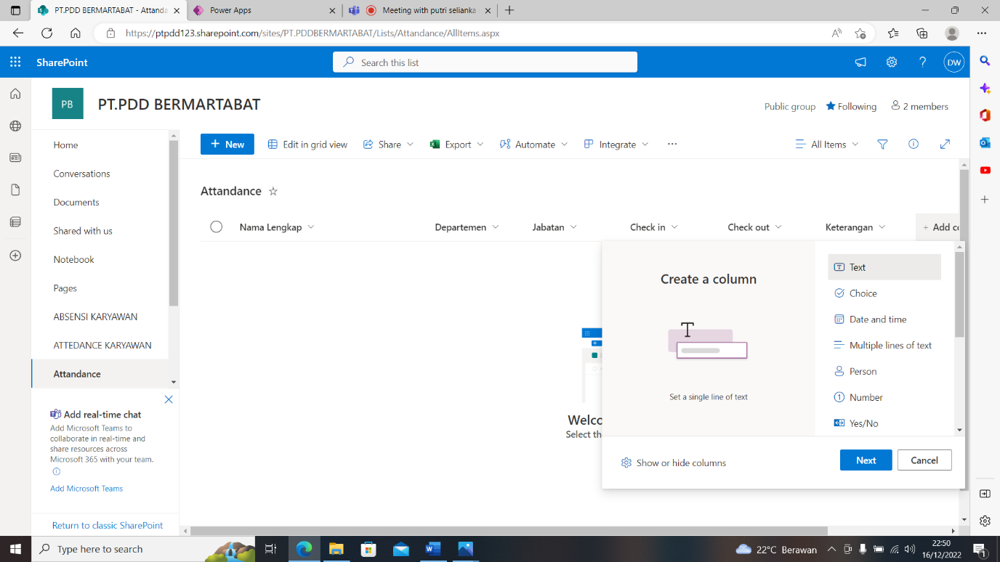 PT.PDD BERMARTABAT - Attanda
Power Apps
Meeting with putri selianka
https://ptpdd123.sharepoint.com/sites/PT.PDDBERMARTABAT/Lists/Attandance/AllItems.aspx
SharePoint
Search this list
DW
PB
PT.PDD BERMARTABAT
Public group
Following
2 members
Home
Conversations
Documents
Shared with us
Notebook
Pages
ABSENSI KARYAWAN
ATTEDANCE KARYAWAN
Attandance
Add real-time chat
Add Microsoft Teams to
collaborate in real-time and
share resources across
Microsoft 365 with your team.
Add Microsoft Teams
Return to classic SharePoint
+ New
Edit in grid view
Share
Export
Automate
Integrate
All Items
Attandance
Nama Lengkap
Departemen
Jabatan
Check in
Check out
Keterangan
+ Add
Select
Create a column
Set a single line of text
Text
Choice
Date and time
Multiple lines of text
Person
Number
Yes/No
Show or hide columns
Next
Cancel
Type here to search
22°C Berawan
22:50
16/12/2022
1